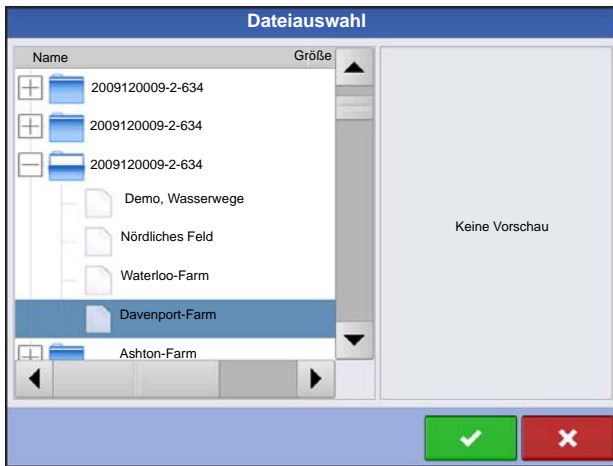 Dateiauswahl
Name Größe
2009120009-2-634
2009120009-2-634
2009120009-2-634
Demo, Wasserwege
Nördliches Feld
Waterloo-Farm
Davenport-Farm
Ashton-Farm
Keine Vorschau